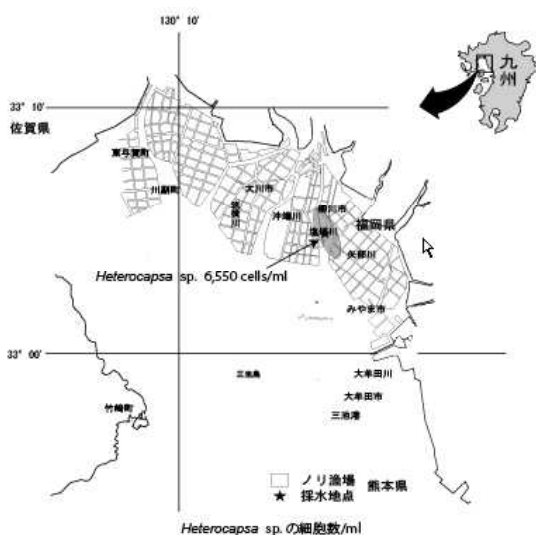 130° 10′
九州
33° 10′
佐賀県
東与賀町
川副町
大川市
筑後川
沖端川
柳川市
塩塚川
福岡県
矢部川
Heterocapsa sp. 6,550 cells/ml
みやま市
33° 00′
三池島
大牟田川
竹崎町
大牟田市
三池港
ノリ漁場
熊本県
採水地点
Heterocapsa sp. の細胞数/ml